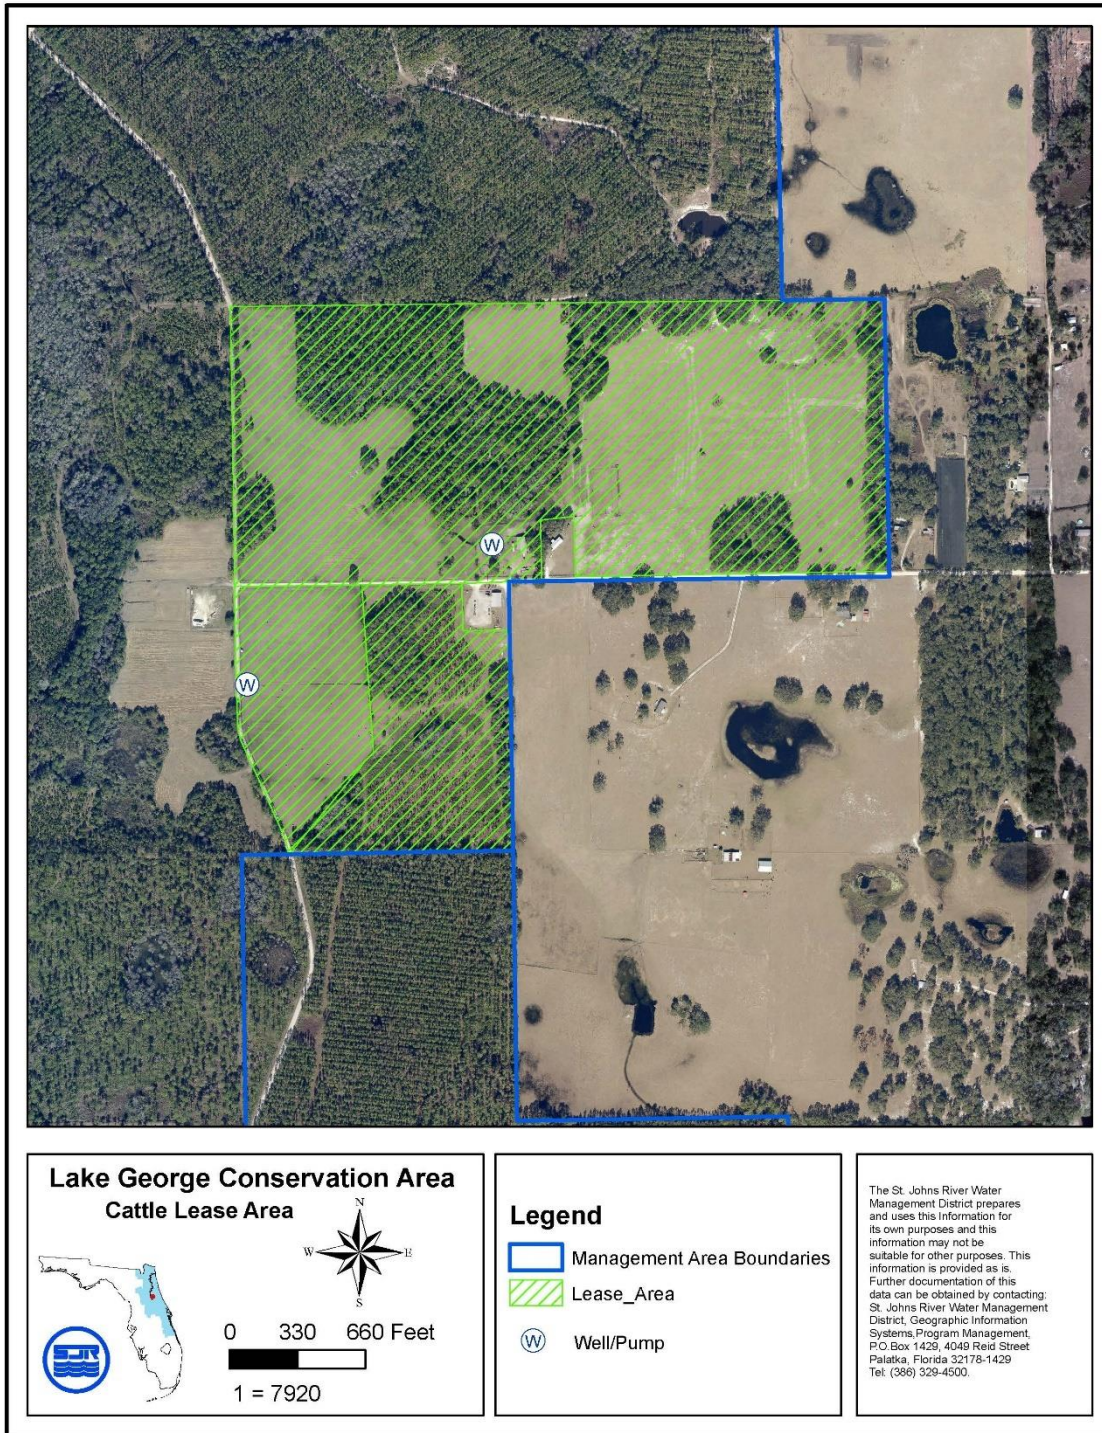 W
W
Lake George Conservation Area
Cattle Lease Area
N
W
E
S
SJR
0 330 660 Feet
1 = 7920
Legend
Management Area Boundaries
Lease_Area
W Well/Pump
The St. Johns River Water
Management District prepares
and uses this Information for
its own purposes and this
information may not be
suitable for other purposes. This
information is provided as is.
Further documentation of this
data can be obtained by contacting:
St. Johns River Water Management
District, Geographic Information
Systems,Program Management,
P.O.Box 1429, 4049 Reid Street
Palatka, Florida 32178-1429
Tel: (386) 329-4500.